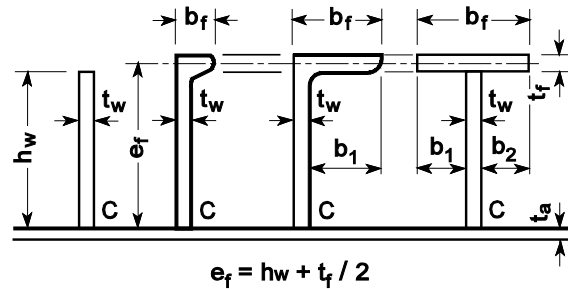 b_f b_f b_f
t_w t_w t_w t_w t_f
h_w e_f b_1 b_1 b_2
C C C C t_a
e_f = h_w + t_f / 2